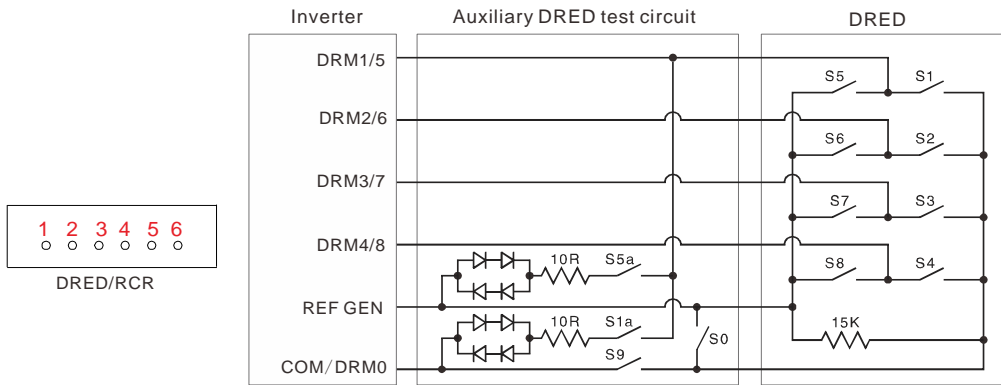 Inverter
Auxiliary DRED test circuit
DRED
DRM1/5
S5
S1
DRM2/6
S6
S2
DRM3/7
S7
S3
1 2 3 4 5 6
DRED/RCR
DRM4/8
10R
S5a
S8
S4
REF GEN
10R
S1a
S0
15K
COM/DRM0
S9